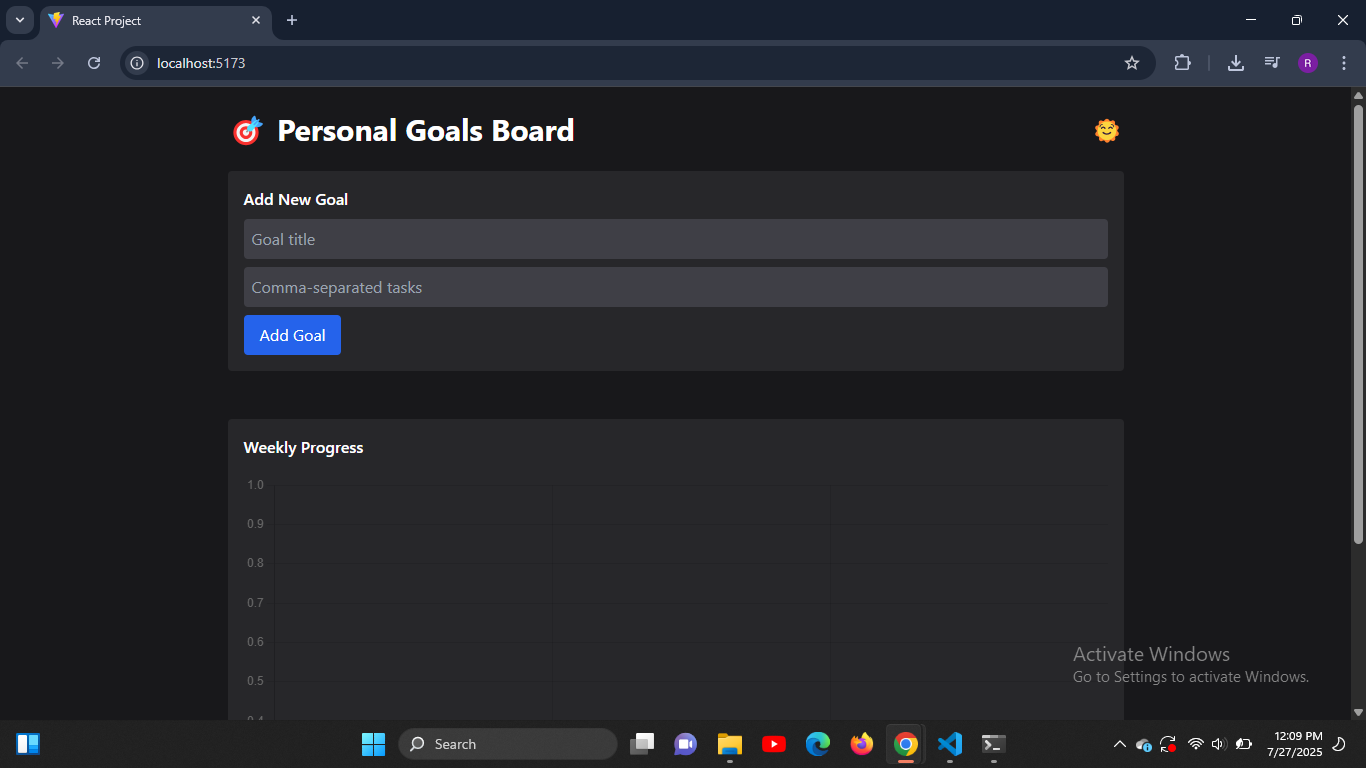 React Project
localhost:5173
R
Personal Goals Board
Add New Goal
Goal title
Comma-separated tasks
Add Goal
Weekly Progress
1.0
0.9
0.8
0.7
0.6
0.5
0.4
Activate Windows
Go to Settings to activate Windows.
Search
12:09 PM
7/27/2025